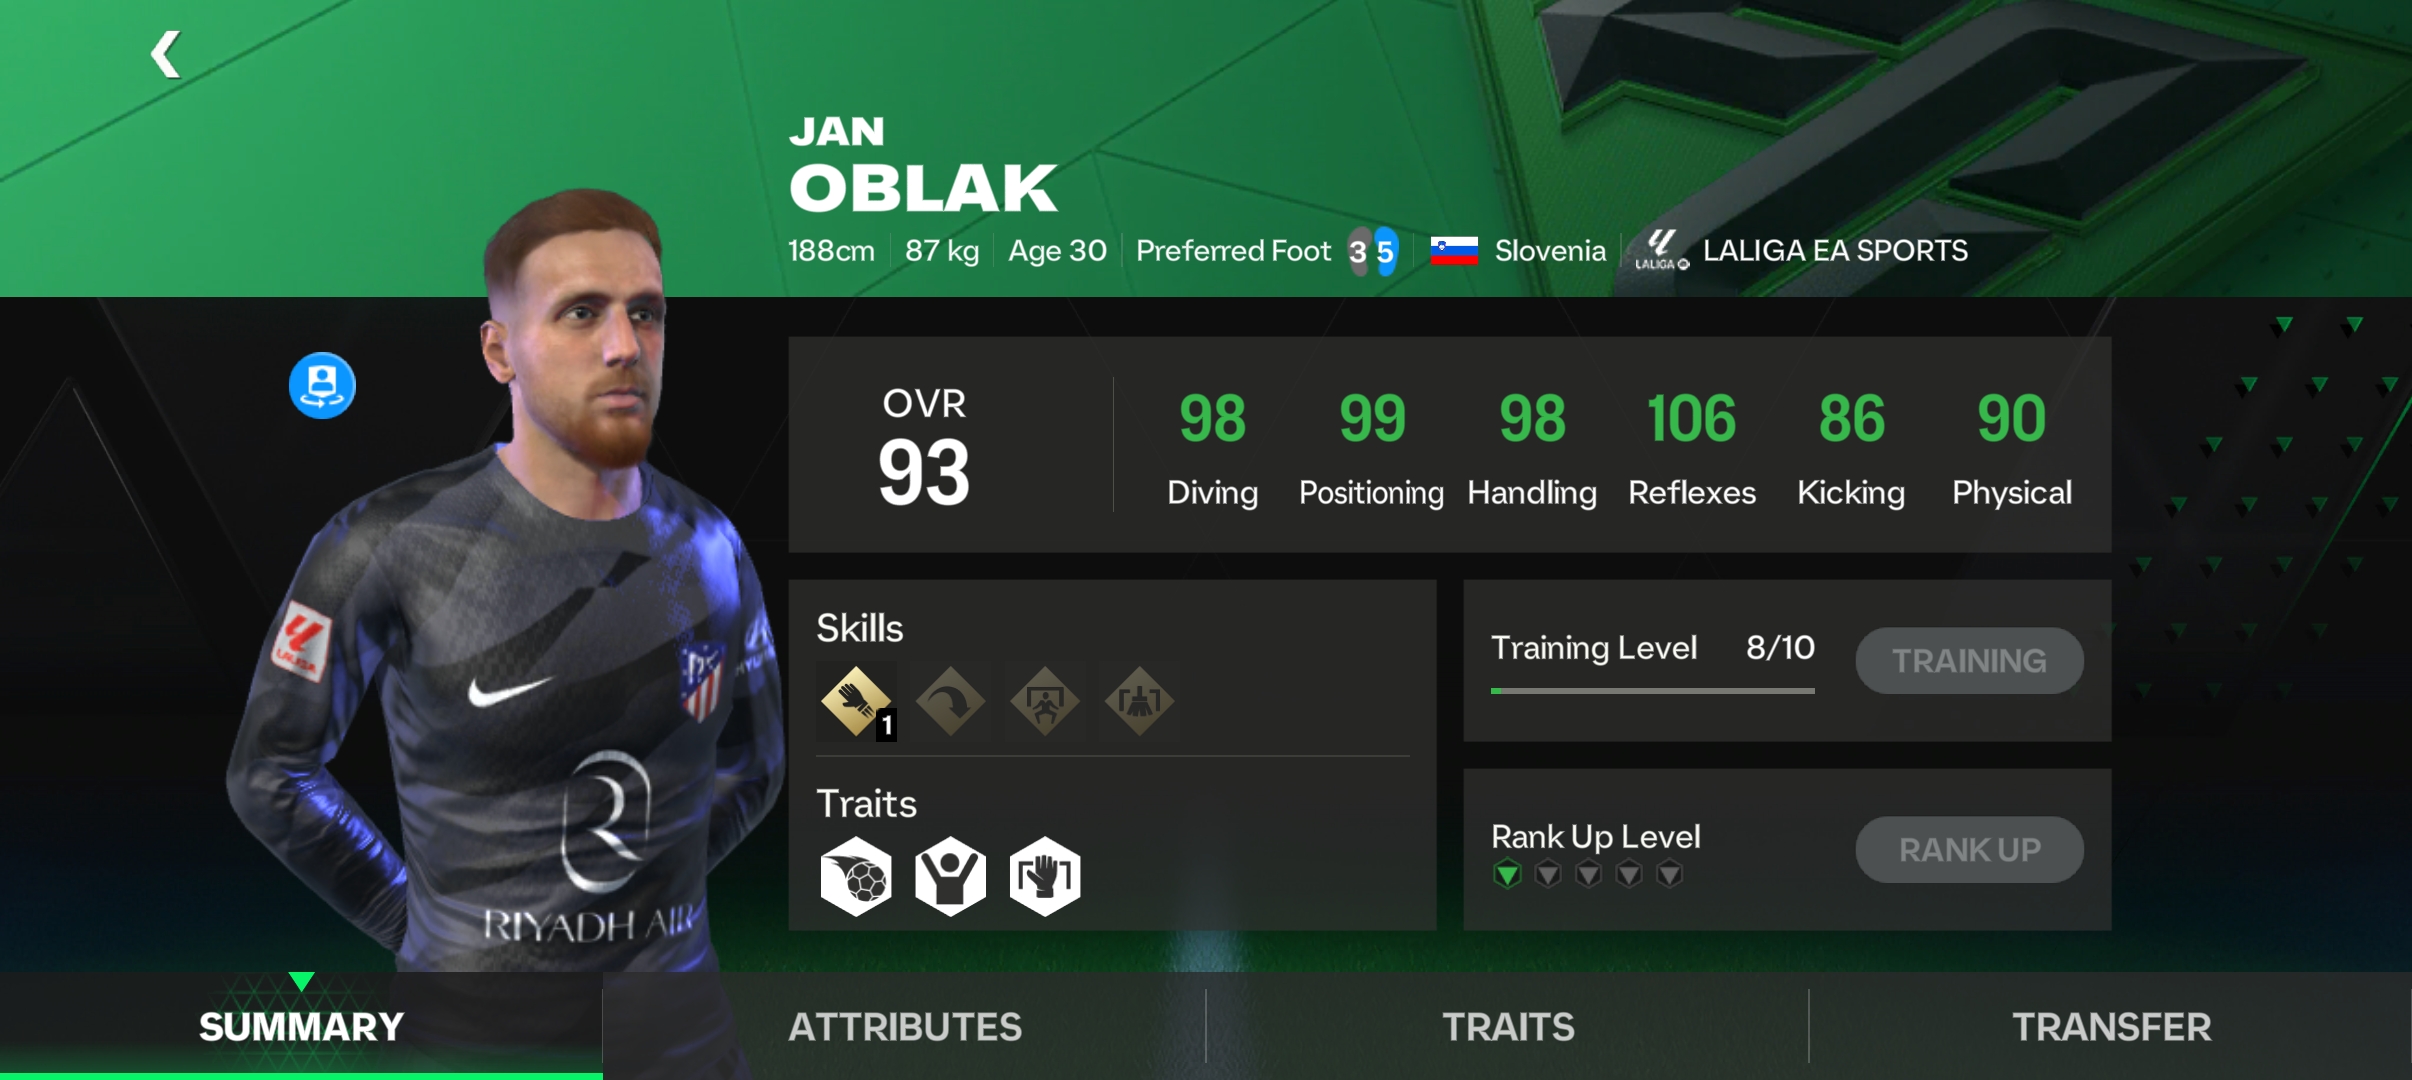 JAN
OBLAK
188cm 87 kg Age 30 Preferred Foot 3 5 Slovenia LALIGA LALIGA EA SPORTS
OVR
93
98 99 98 106 86 90
Diving Positioning Handling Reflexes Kicking Physical
Skills
1
Traits
Training Level 8/10 TRAINING
Rank Up Level RANK UP
LALIGA
RIYADH AIR
SUMMARY ATTRIBUTES TRAITS TRANSFER